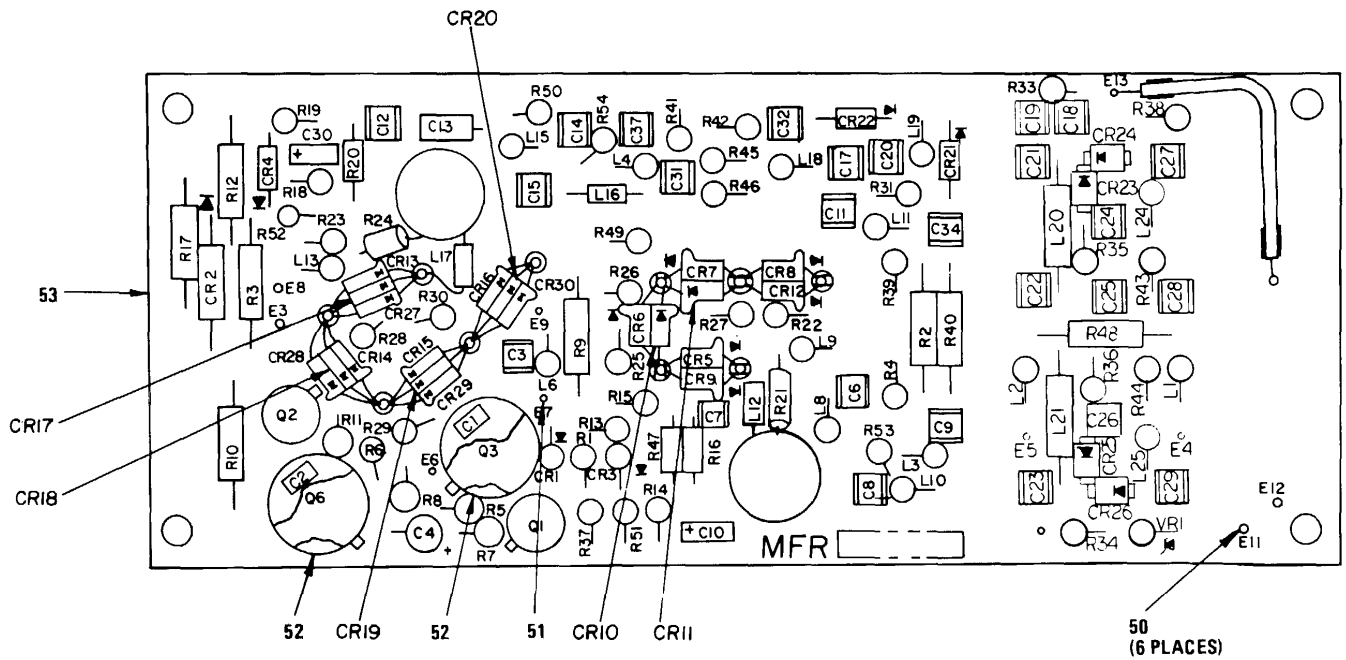 CR20
R50
R19
C30
+
C12
C13
R20
CR4
R18
R12
R17
CR2
R3
R52
R23
R24
L13
L15
C14
R54
C37
R41
R42
C32
CR22
L19
CR21
L4
C31
R45
L18
C17
C20
C15
L16
R46
R31
C11
L11
C34
R33
E13
R38
C19
C18
CR24
C21
C27
CR23
C24
L24
L20
R35
R49
L17
CR13
CR16
CR30
R26
CR7
CR8
CR12
R39
C22
C25
R43
C28
53
E8
E3
CR27
R30
R28
E9
R9
CR6
R27
R22
L9
R2
R40
R48
CR28
CR14
CR15
CR29
C3
L6
R25
CR5
CR9
R4
R36
L2
R44
L1
CR17
Q2
E7
R15
C7
L12
R21
L8
C6
L21
C26
R10
R11
R29
R6
C1
Q3
R13
R1
R47
R16
R53
C9
E5
CR25
L25
E4
CR18
C2
Q6
E6
CR1
CR3
L3
L10
C8
C23
CR26
C29
E12
R8
R5
C4
+
R7
Q1
R37
R51
R14
+
C10
MFR
R34
VR1
E11
52
CR19
52
51
CR10
CR11
50
(6 PLACES)